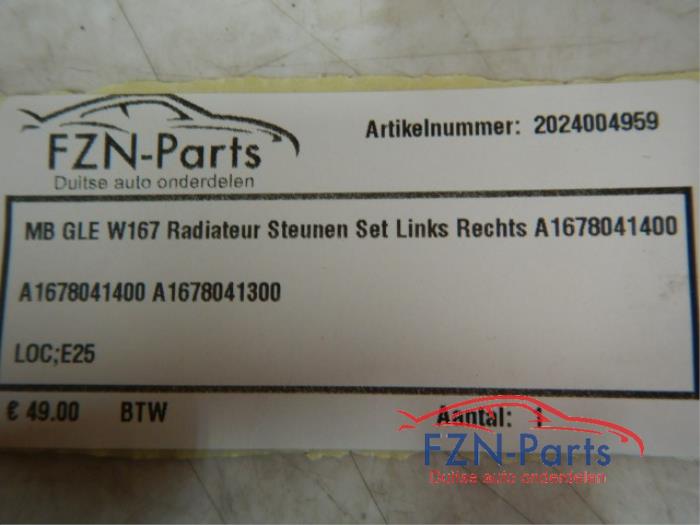 FZN-Parts
Duitse auto onderdelen
Artikelnummer: 2024004959
MB GLE W167 Radiateur Steunen Set Links Rechts A1678041400
A1678041400 A1678041300
LOC;E25
€ 49.00 BTW Aantal: 1
FZN-Parts
Duitse auto onderdelen